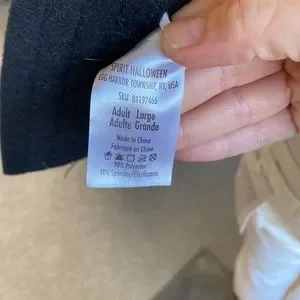 SPIRIT HALLOWEEN
EGG HARBOR TOWNSHIP, NJ, USA
SKU 01197466
Adult Large
Adulte Grande
Made in China
Fabriqué en Chine
90% Polyester
10% Spandex/Élasthanne